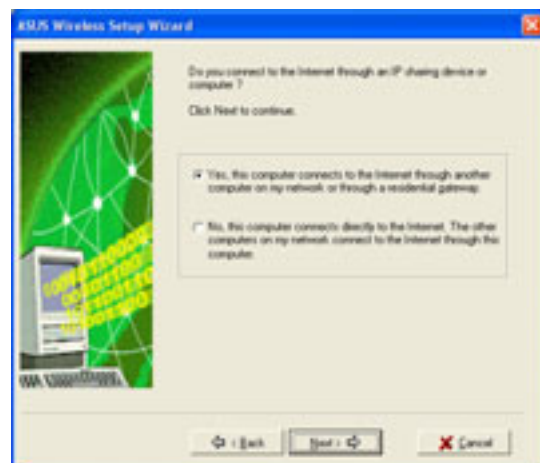 ASUS Wireless Setup Wizard
Do you connect to the Internet through an IP sharing device or
computer ?
Click Next to continue.
Yes, this computer connects to the Internet through another
computer on my network or through a residential gateway.
No, this computer connects directly to the Internet. The other
computers on my network connect to the Internet through this
computer.
< Back
Next >
Cancel